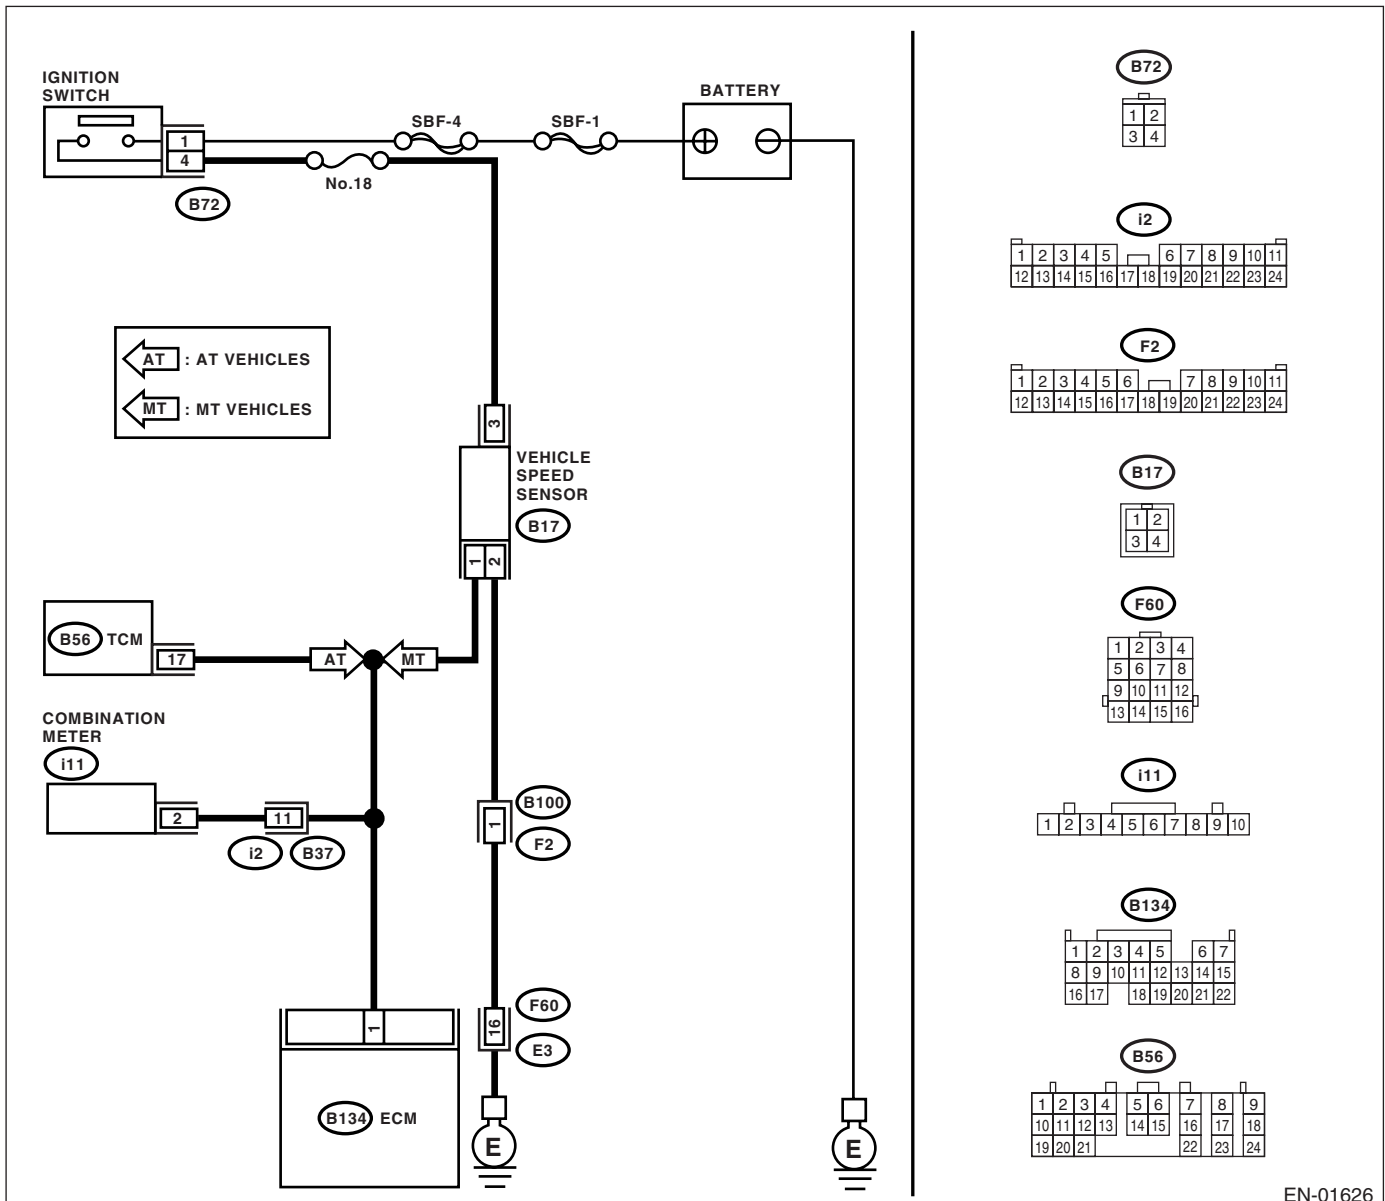 IGNITION
SWITCH
1
4
B72
No.18
SBF-4
SBF-1
BATTERY
AT : AT VEHICLES
MT : MT VEHICLES
3
VEHICLE
SPEED
SENSOR
B17
1 2
B56 TCM
17
AT
MT
COMBINATION
METER
i11
2
11
i2
B37
1
B100
F2
16
F60
E3
1
B134 ECM
E
E
B72
1 2
3 4
i2
1 2 3 4 5 6 7 8 9 10 11
12 13 14 15 16 17 18 19 20 21 22 23 24
F2
1 2 3 4 5 6 7 8 9 10 11
12 13 14 15 16 17 18 19 20 21 22 23 24
B17
1 2
3 4
F60
1 2 3 4
5 6 7 8
9 10 11 12
13 14 15 16
i11
1 2 3 4 5 6 7 8 9 10
B134
1 2 3 4 5 6 7
8 9 10 11 12 13 14 15
16 17 18 19 20 21 22
B56
1 2 3 4 5 6 7 8 9
10 11 12 13 14 15 16 17 18
19 20 21 22 23 24
EN-01626